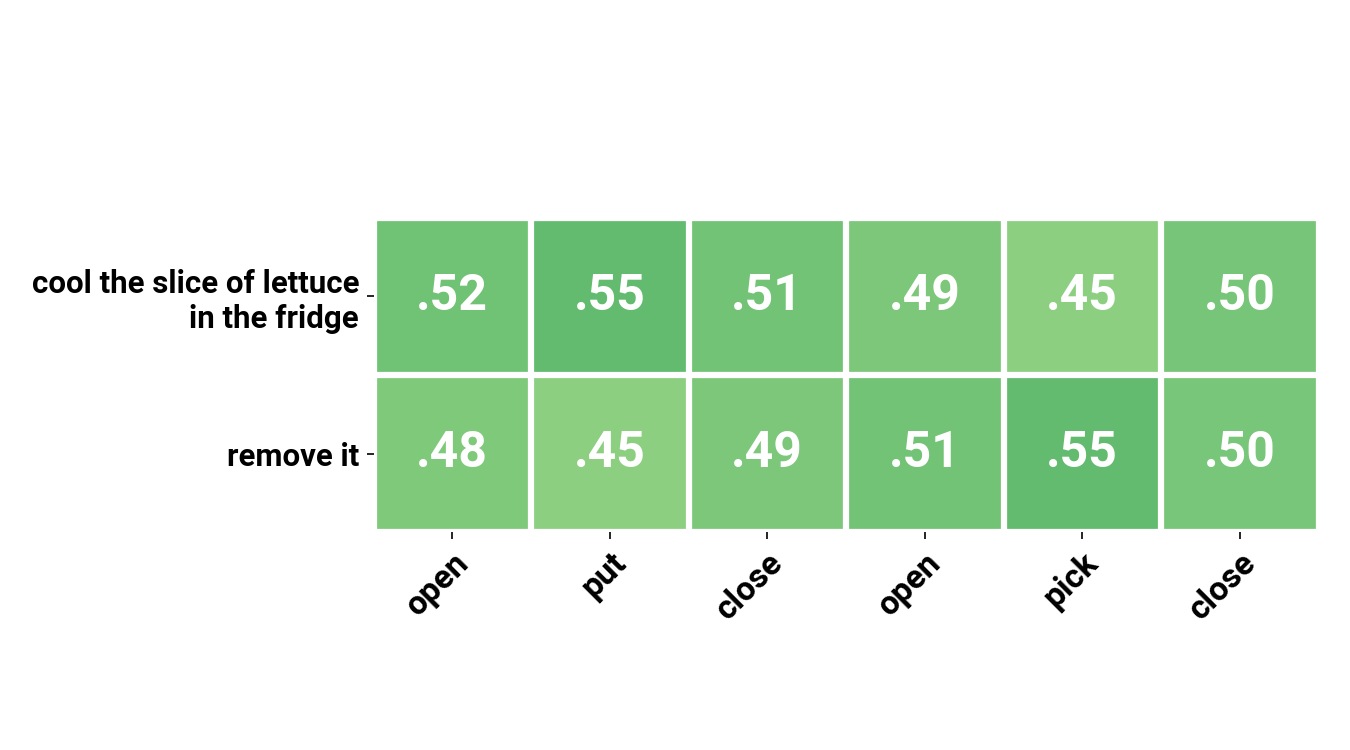 cool the slice of lettuce
in the fridge
.52 .55 .51 .49 .45 .50
remove it
.48 .45 .49 .51 .55 .50
open put close open pick close